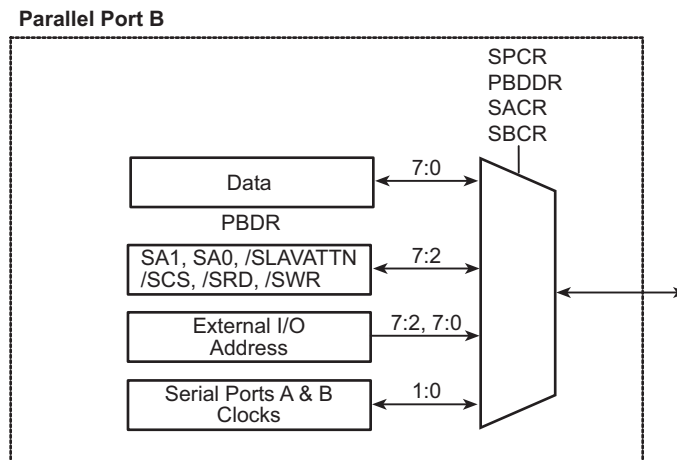 Parallel Port B
SPCR
PBDDR
SACR
SBCR
Data
7:0
PBDR
SA1, SA0, /SLAVATTN
/SCS, /SRD, /SWR
7:2
External I/O
Address
7:2, 7:0
Serial Ports A & B
Clocks
1:0